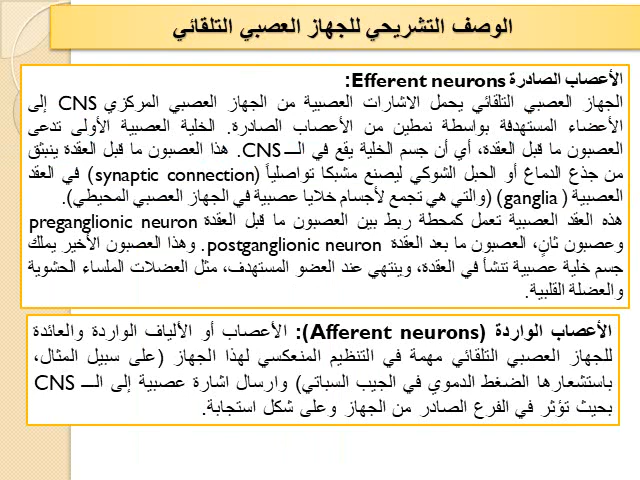 الوصف التشريحي للجهاز العصبي التلقائي
الأعصاب الصادرة Efferent neurons:
الجهاز العصبي التلقائي يحمل الاشارات العصبية من الجهاز العصبي المركزي CNS إلى
الأعضاء المستهدفة بواسطة نمطين من الأعصاب الصادرة. الخلية العصبية الأولى تدعى
العصبون ما قبل العقدة، أي أن جسم الخلية يقع في الــ CNS. هذا العصبون ما قبل العقدة ينبثق
من جذع الدماغ أو الحبل الشوكي ليصنع مشبكا تواصلياً (synaptic connection) في العقد
العصبية ( ganglia) (والتي هي تجمع لأجسام خلايا عصبية في الجهاز العصبي المحيطي).
هذه العقد العصبية تعمل كمحطة ربط بين العصبون ما قبل العقدة preganglionic neuron
وعصبون ثانٍ، العصبون ما بعد العقدة postganglionic neuron. وهذا العصبون الأخير يملك
جسم خلية عصبية تنشأ في العقدة، وينتهي عند العضو المستهدف، مثل العضلات الملساء الحشوية
والعضلة القلبية.
الأعصاب الواردة (Afferent neurons): الأعصاب أو الألياف الواردة والعائدة
للجهاز العصبي التلقائي مهمة في التنظيم المنعكسي لهذا الجهاز (على سبيل المثال،
باستشعارها الضغط الدموي في الجيب السباتي) وارسال اشارة عصبية إلى الــ CNS
بحيث تؤثر في الفرع الصادر من الجهاز وعلى شكل استجابة.